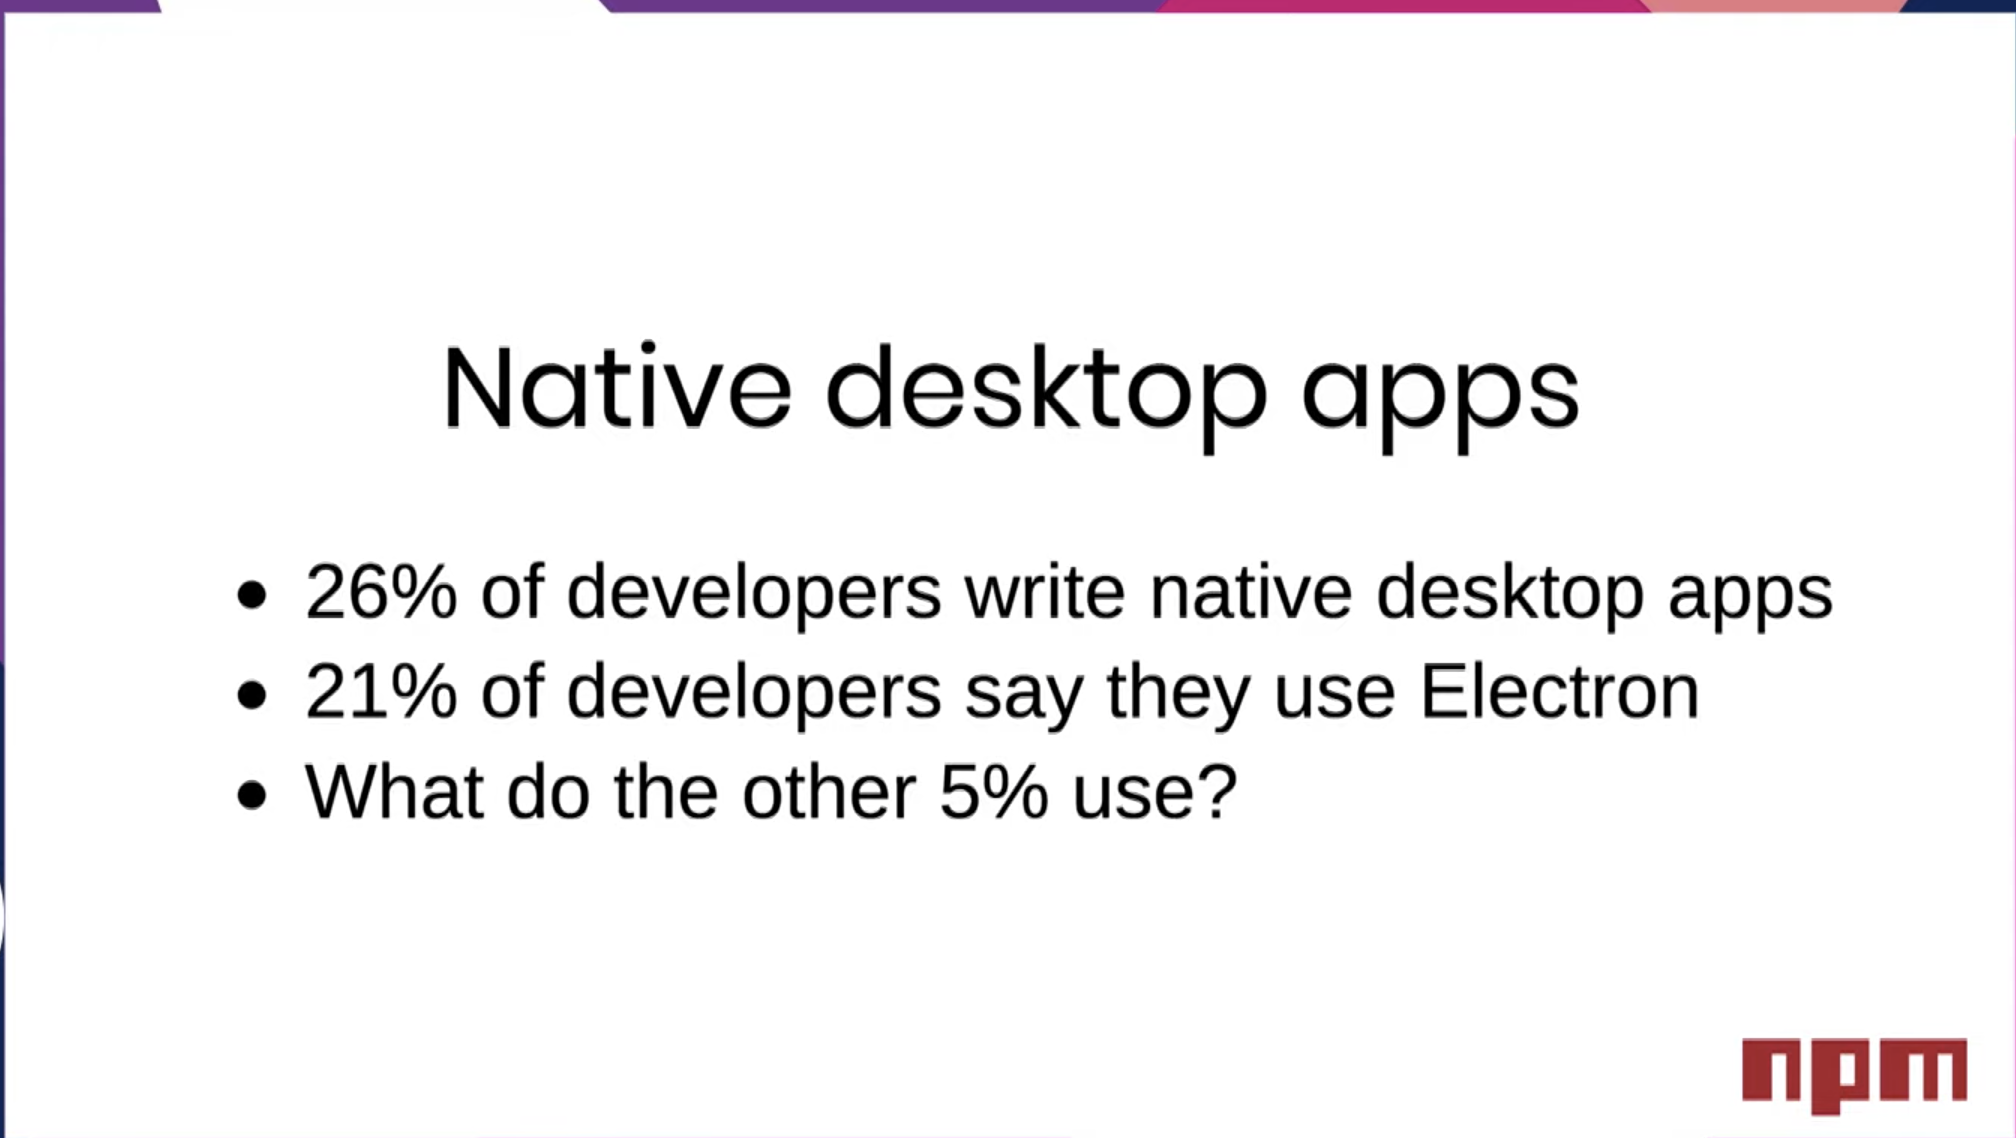 Native desktop apps
26% of developers write native desktop apps
21% of developers say they use Electron
What do the other 5% use?
npm